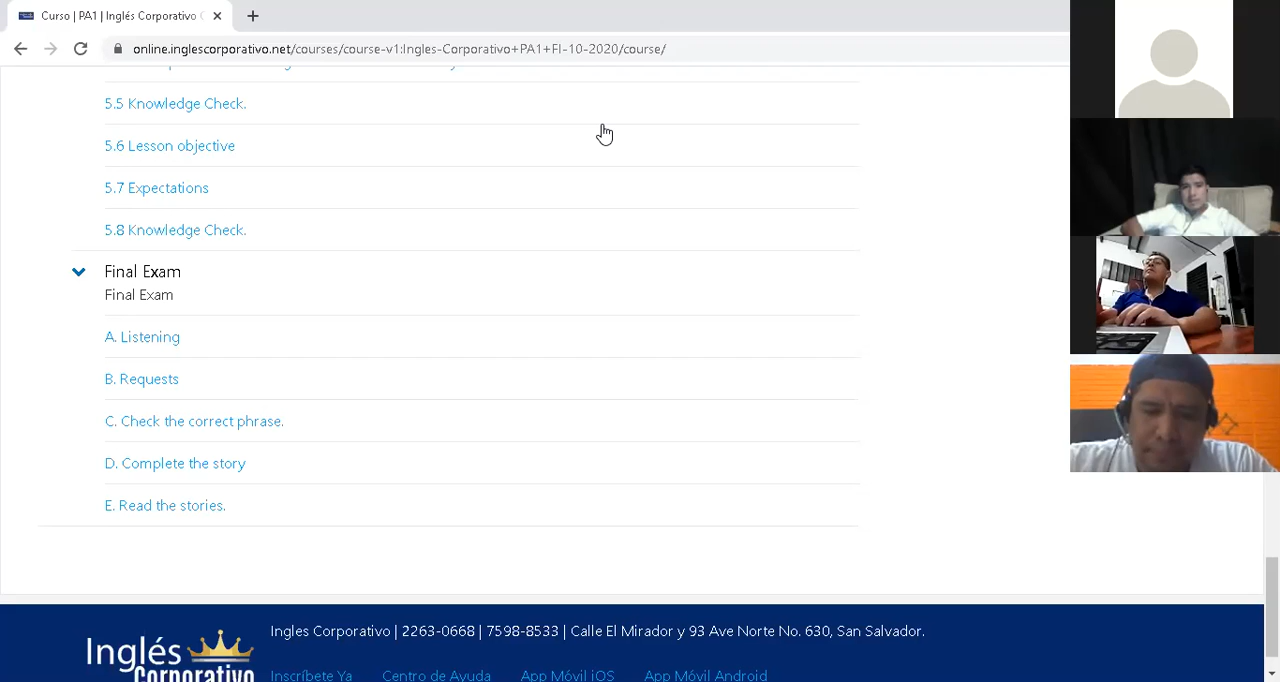 Curso | PA1 | Inglés Corporativo
online.inglescorporativo.net/courses/course-v1:Ingles-Corporativo+PA1+FI-10-2020/course/
5.5 Knowledge Check.
5.6 Lesson objective
5.7 Expectations
5.8 Knowledge Check.
Final Exam
Final Exam
A. Listening
B. Requests
C. Check the correct phrase.
D. Complete the story
E. Read the stories.
Inglés
Corporativo
Ingles Corporativo | 2263-0668 | 7598-8533 | Calle El Mirador y 93 Ave Norte No. 630, San Salvador.
Inscríbete Ya Centro de Ayuda App Móvil iOS App Móvil Android